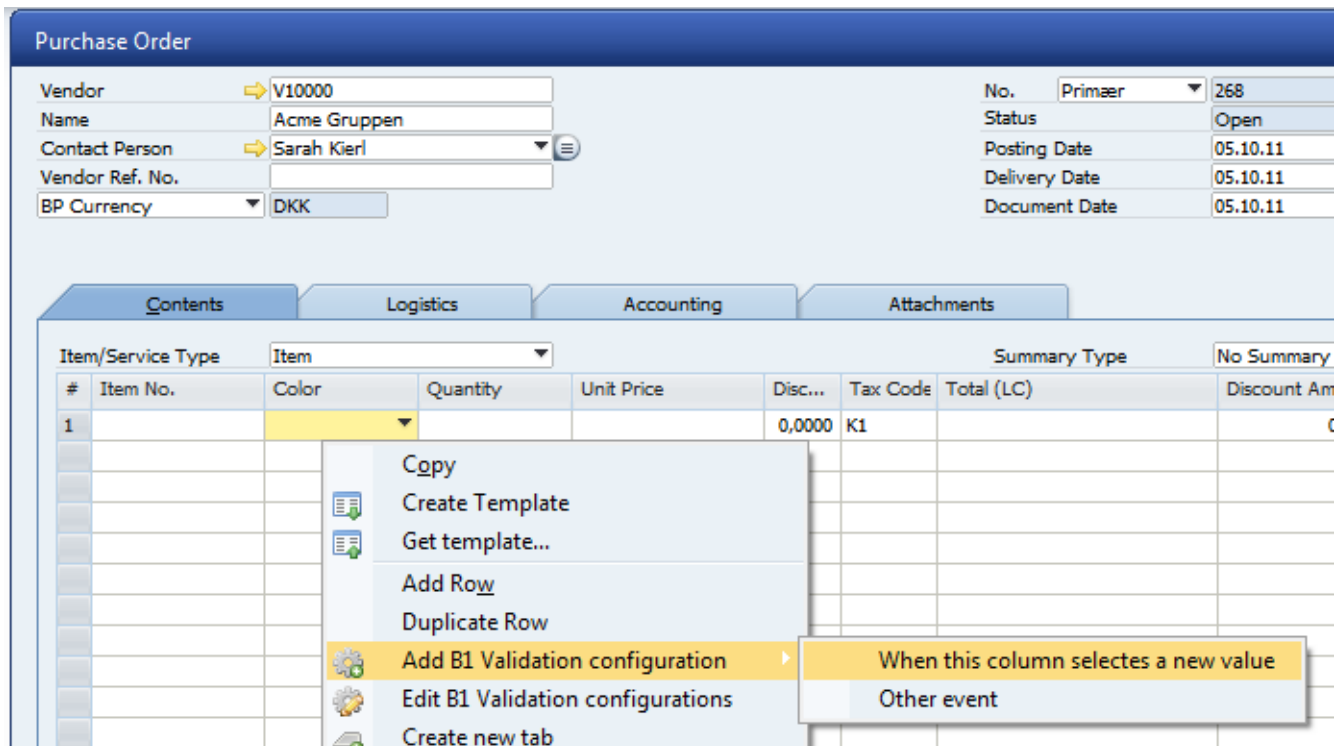 Purchase Order
Vendor V10000 No. Primær 268
Name Acme Gruppen Status Open
Contact Person Sarah Kierl Posting Date 05.10.11
Vendor Ref. No. Delivery Date 05.10.11
BP Currency DKK Document Date 05.10.11
Contents Logistics Accounting Attachments
Item/Service Type Item Summary Type No Summary
# Item No. Color Quantity Unit Price Disc... Tax Code Total (LC) Discount Am
1 0,0000 K1 0
Copy
Create Template
Get template...
Add Row
Duplicate Row
Add B1 Validation configuration When this column selectes a new value
Edit B1 Validation configurations Other event
Create new tab